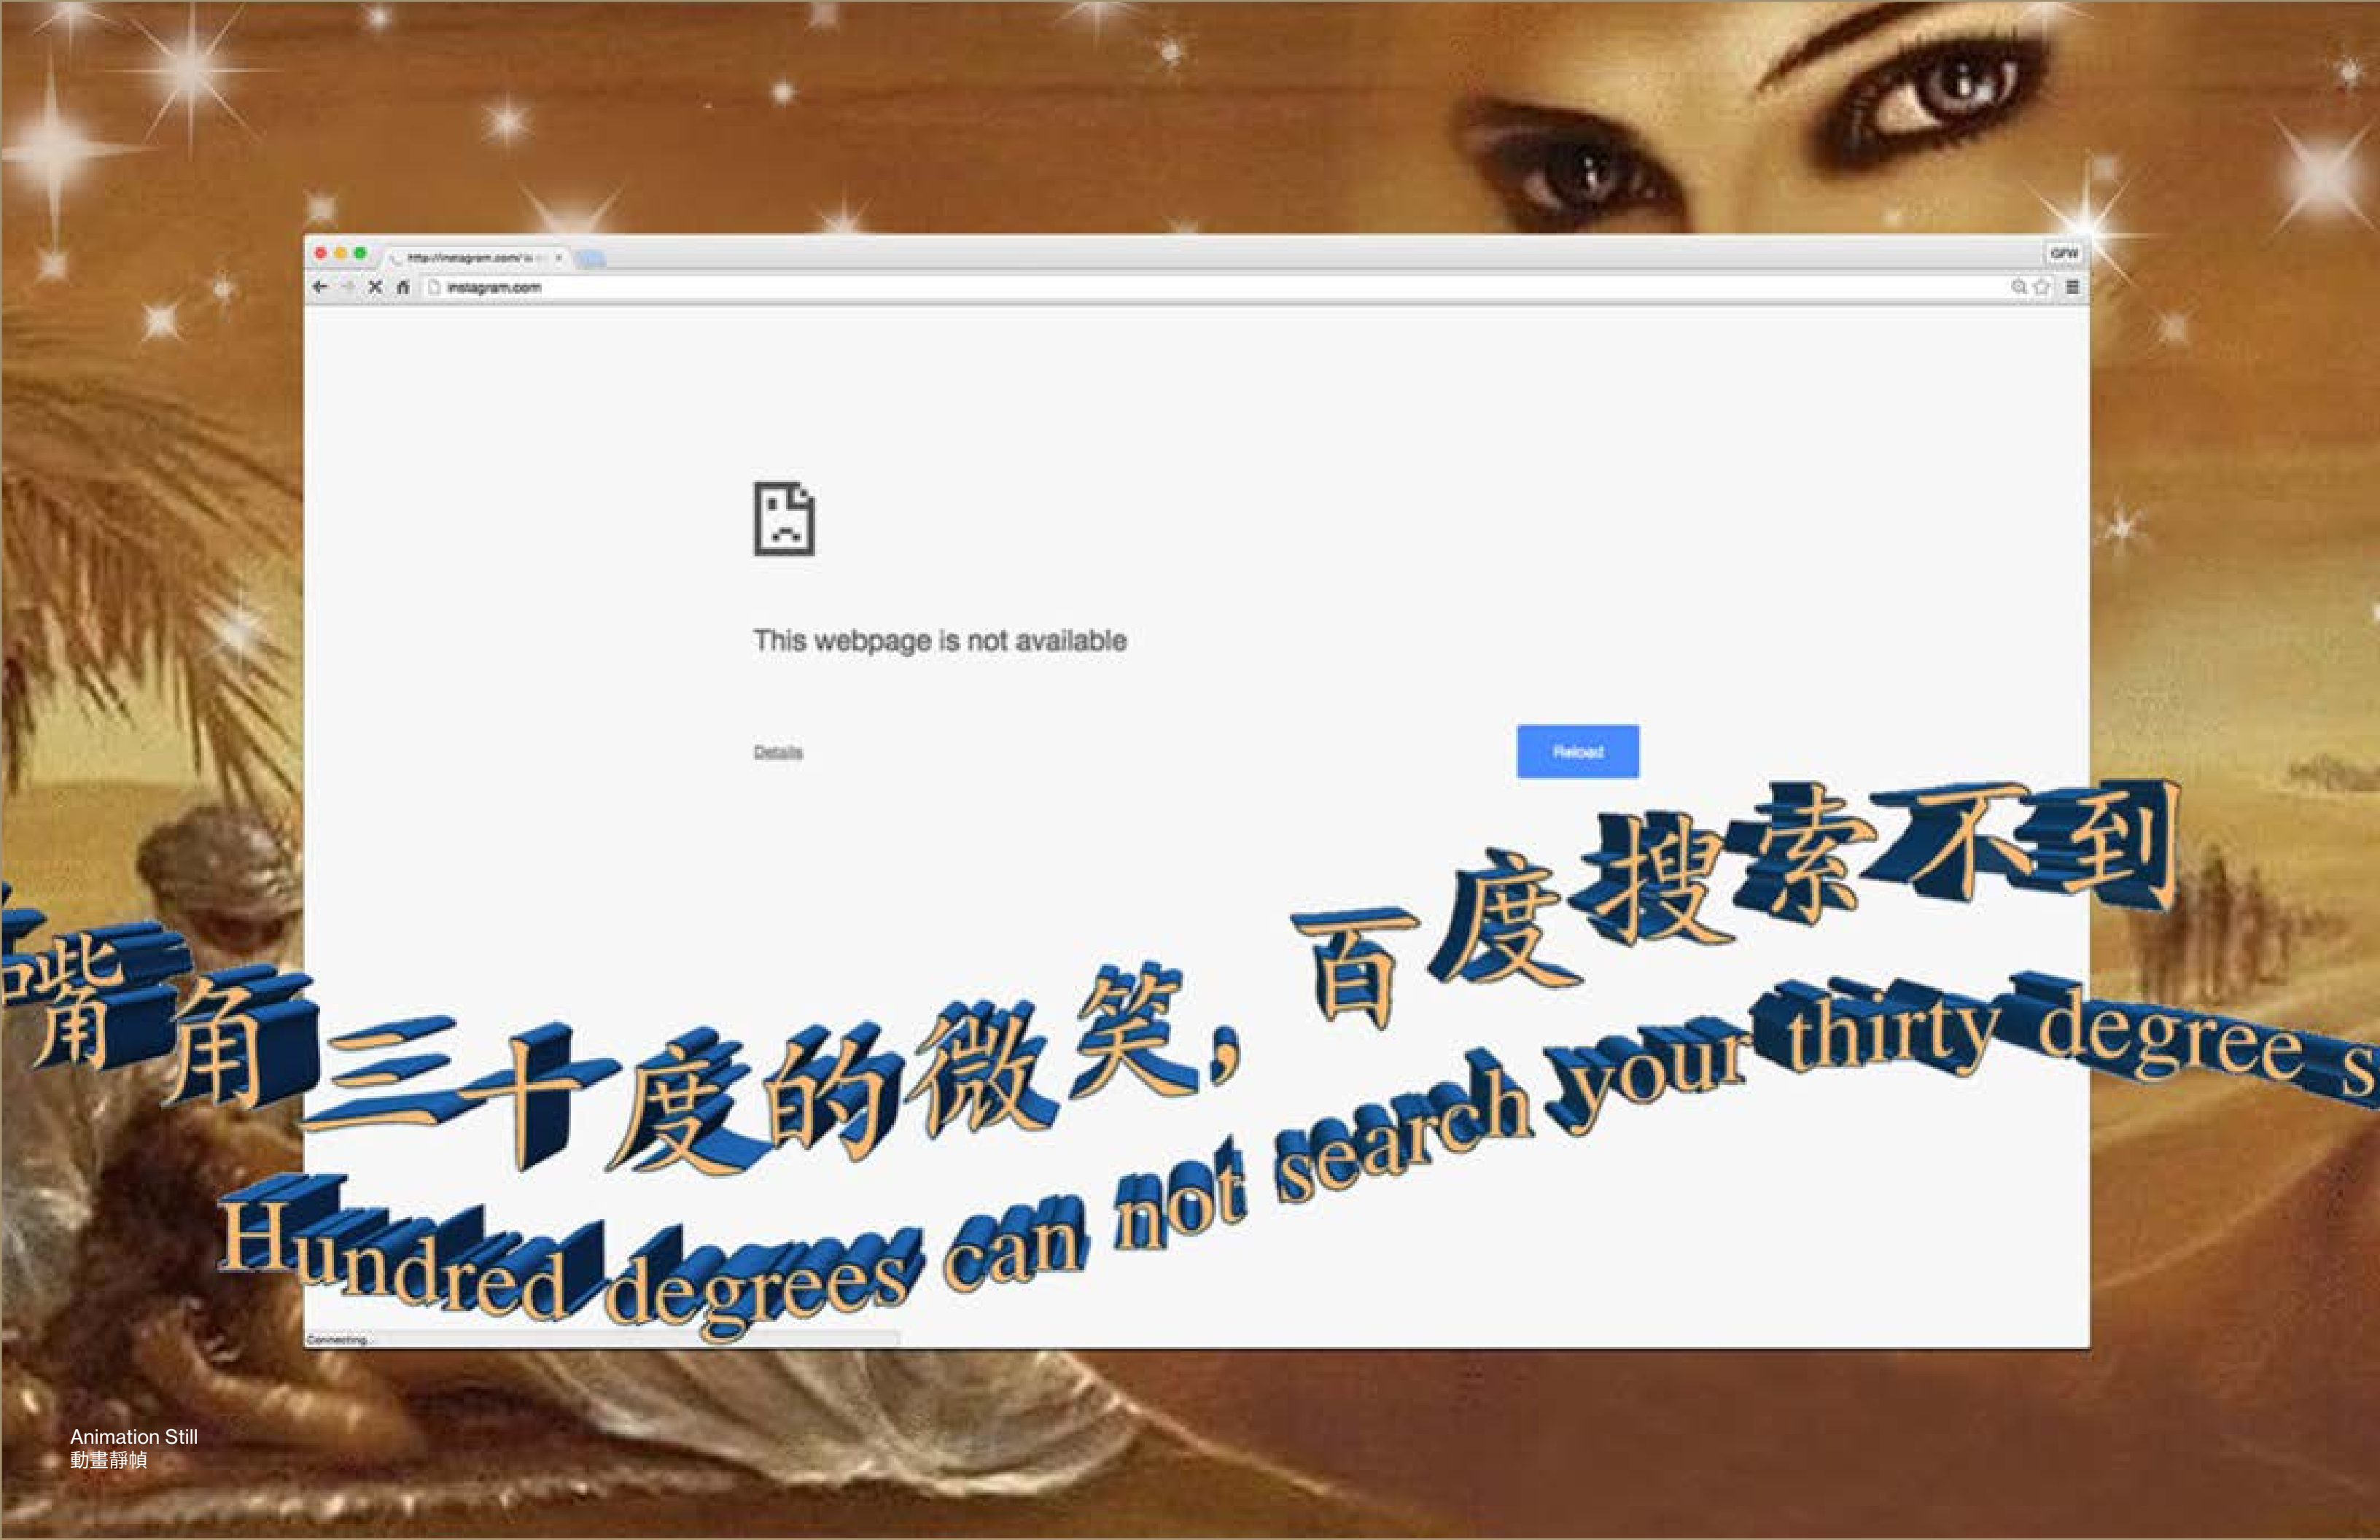 http://instagram.com/
GFW
instagram.com
This webpage is not available
Details
Reload
嘴角三十度的微笑，百度搜索不到
Hundred degrees can not search your thirty degree s
Connecting...
Animation Still
動畫靜幀